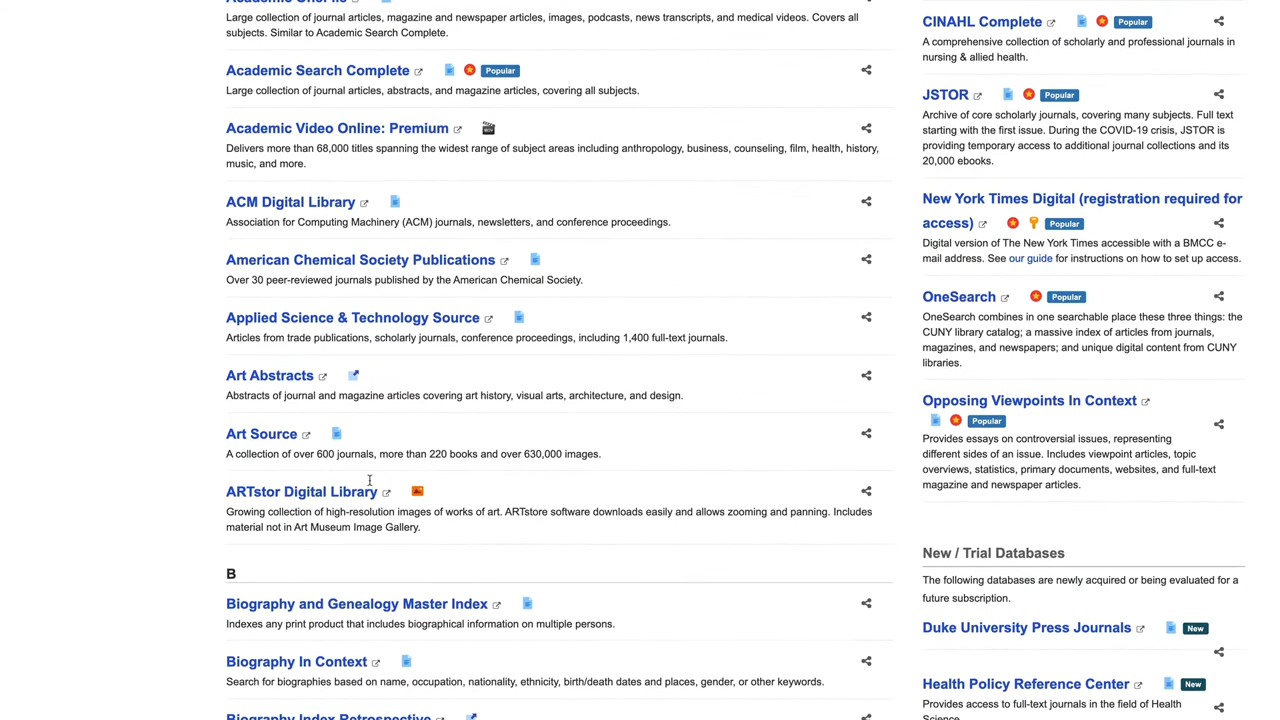 Academic OneFile
Large collection of journal articles, magazine and newspaper articles, images, podcasts, news transcripts, and medical videos. Covers all
subjects. Similar to Academic Search Complete.
Academic Search Complete Popular
Large collection of journal articles, abstracts, and magazine articles, covering all subjects.
Academic Video Online: Premium
Delivers more than 68,000 titles spanning the widest range of subject areas including anthropology, business, counseling, film, health, history,
music, and more.
ACM Digital Library
Association for Computing Machinery (ACM) journals, newsletters, and conference proceedings.
American Chemical Society Publications
Over 30 peer-reviewed journals published by the American Chemical Society.
Applied Science & Technology Source
Articles from trade publications, scholarly journals, conference proceedings, including 1,400 full-text journals.
Art Abstracts
Abstracts of journal and magazine articles covering art history, visual arts, architecture, and design.
Art Source
A collection of over 600 journals, more than 220 books and over 630,000 images.
ARTstor Digital Library
Growing collection of high-resolution images of works of art. ARTstore software downloads easily and allows zooming and panning. Includes
material not in Art Museum Image Gallery.
B
Biography and Genealogy Master Index
Indexes any print product that includes biographical information on multiple persons.
Biography In Context
Search for biographies based on name, occupation, nationality, ethnicity, birth/death dates and places, gender, or other keywords.
Biography Index Retrospective
CINAHL Complete Popular
A comprehensive collection of scholarly and professional journals in
nursing & allied health.
JSTOR Popular
Archive of core scholarly journals, covering many subjects. Full text
starting with the first issue. During the COVID-19 crisis, JSTOR is
providing temporary access to additional journal collections and its
20,000 ebooks.
New York Times Digital (registration required for
access) Popular
Digital version of The New York Times accessible with a BMCC e-
mail address. See our guide for instructions on how to set up access.
OneSearch Popular
OneSearch combines in one searchable place these three things: the
CUNY library catalog; a massive index of articles from journals,
magazines, and newspapers; and unique digital content from CUNY
libraries.
Opposing Viewpoints In Context
Popular
Provides essays on controversial issues, representing
different sides of an issue. Includes viewpoint articles, topic
overviews, statistics, primary documents, websites, and full-text
magazine and newspaper articles.
New / Trial Databases
The following databases are newly acquired or being evaluated for a
future subscription.
Duke University Press Journals New
Health Policy Reference Center New
Provides access to full-text journals in the field of Health
Science